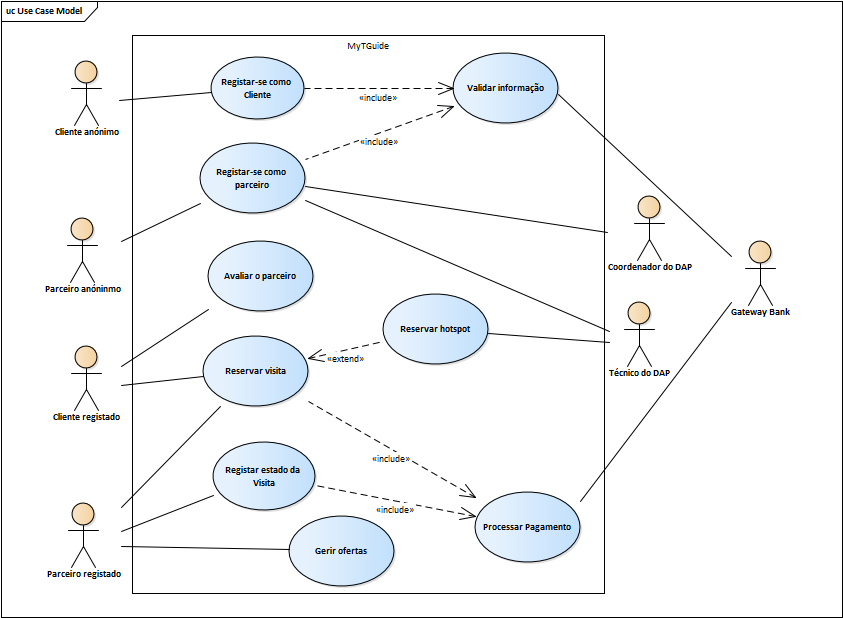 uc Use Case Model
MyTGuide
Registar-se como
Cliente
Validar informação
«include»
Cliente anónimo
«include»
Registar-se como
parceiro
Coordenador do DAP
Parceiro anóninmo
Avaliar o parceiro
Gateway Bank
Reservar hotspot
«extend»
Técnico do DAP
Reservar visita
Cliente registado
«include»
Registar estado da
Visita
«include»
Processar Pagamento
Gerir ofertas
Parceiro registado